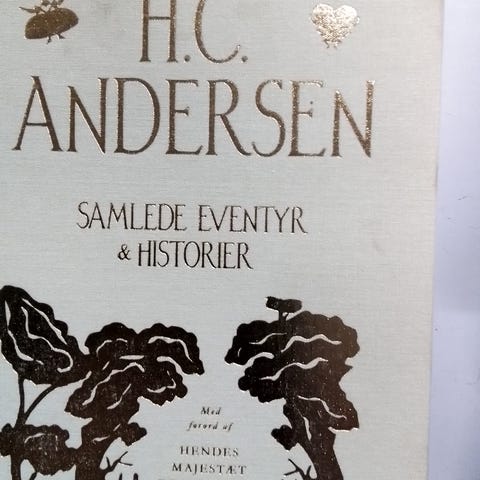 H.C.
ANDERSEN
SAMLEDE EVENTYR
& HISTORIER
Med
forord af
HENDES
MAJESTÆT